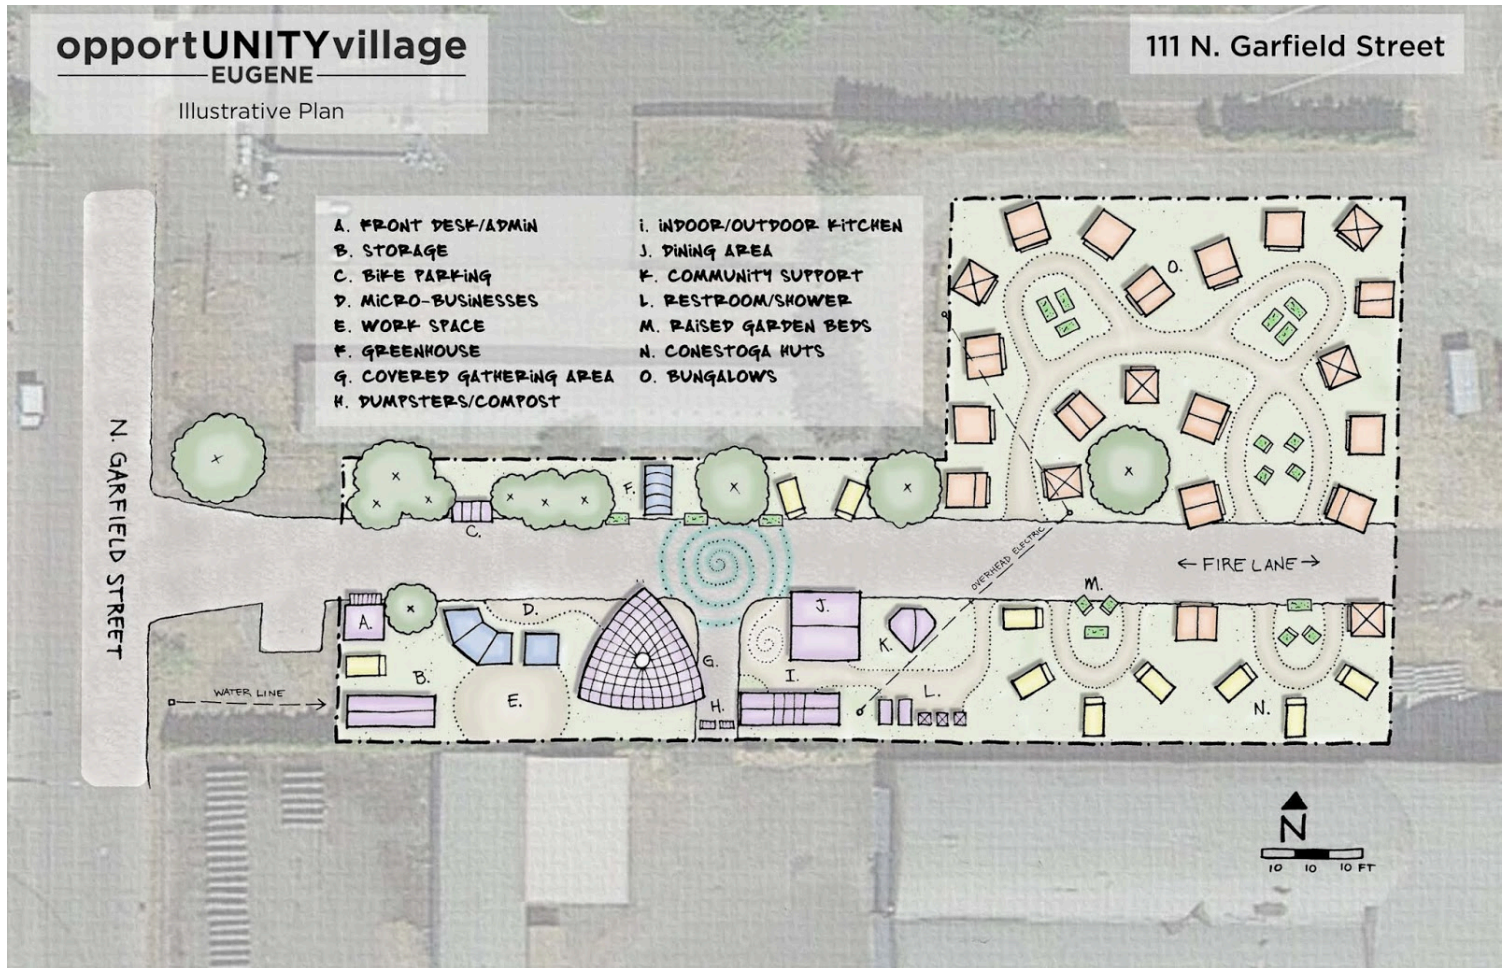 opportUNITYvillage
EUGENE
Illustrative Plan
111 N. Garfield Street
A. FRONT DESK/ADMIN
B. STORAGE
C. BIKE PARKING
D. MICRO-BUSINESSES
E. WORK SPACE
F. GREENHOUSE
G. COVERED GATHERING AREA
H. DUMPSTERS/COMPOST
I. INDOOR/OUTDOOR KITCHEN
J. DINING AREA
K. COMMUNITY SUPPORT
L. RESTROOM/SHOWER
M. RAISED GARDEN BEDS
N. CONESTOGA HUTS
O. BUNGALOWS
O.
N. GARFIELD STREET
F.
C.
OVERHEAD ELECTRIC
← FIRE LANE →
M.
A.
D.
J.
K.
G.
B.
I.
WATER LINE
E.
H.
L.
N.
N
10 10 10 FT